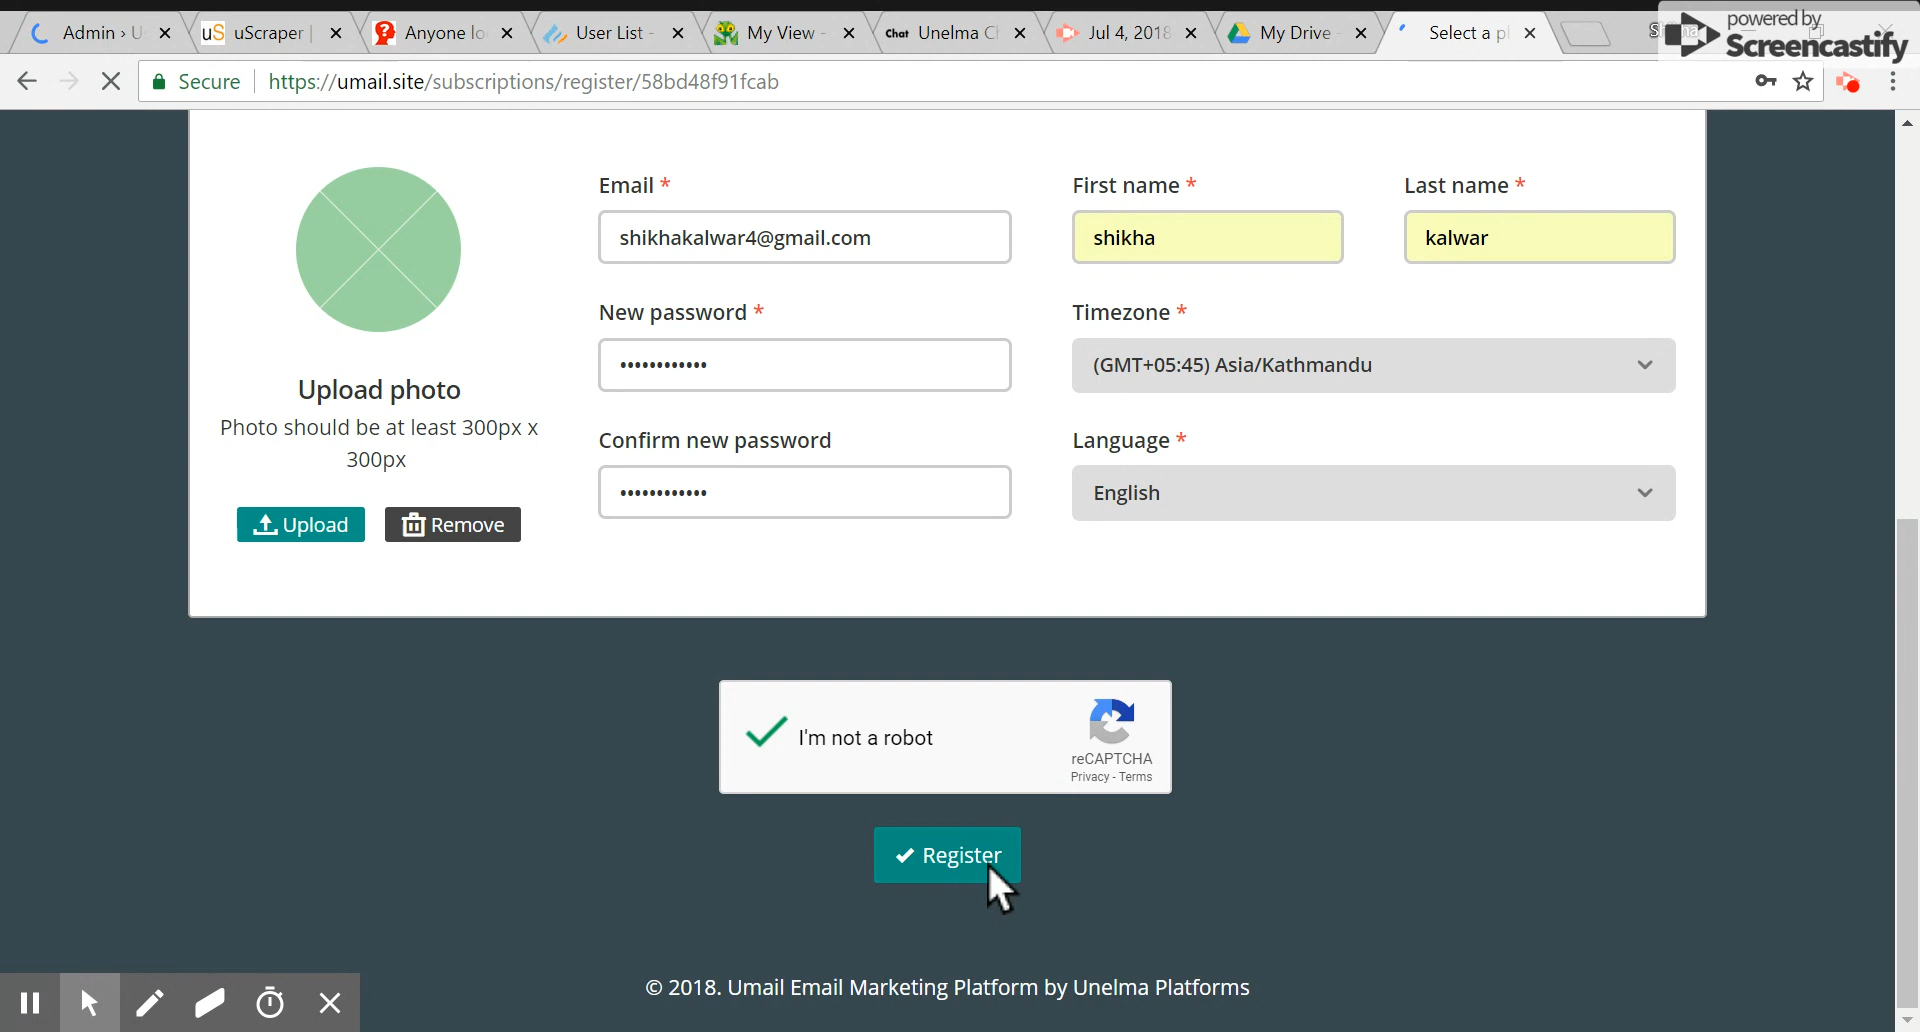 Admin › U
uS uScraper
Anyone lo
User List -
My View -
Chat Unelma C
Jul 4, 2018
My Drive
Select a p
powered by
Screencastify
Secure
https://umail.site/subscriptions/register/58bd48f91fcab
Email *
First name *
Last name *
shikhakalwar4@gmail.com
shikha
kalwar
New password *
Timezone *
••••••••••••
(GMT+05:45) Asia/Kathmandu
Upload photo
Photo should be at least 300px x
300px
Confirm new password
Language *
••••••••••••
English
Upload
Remove
I'm not a robot
reCAPTCHA
Privacy - Terms
Register
© 2018. Umail Email Marketing Platform by Unelma Platforms